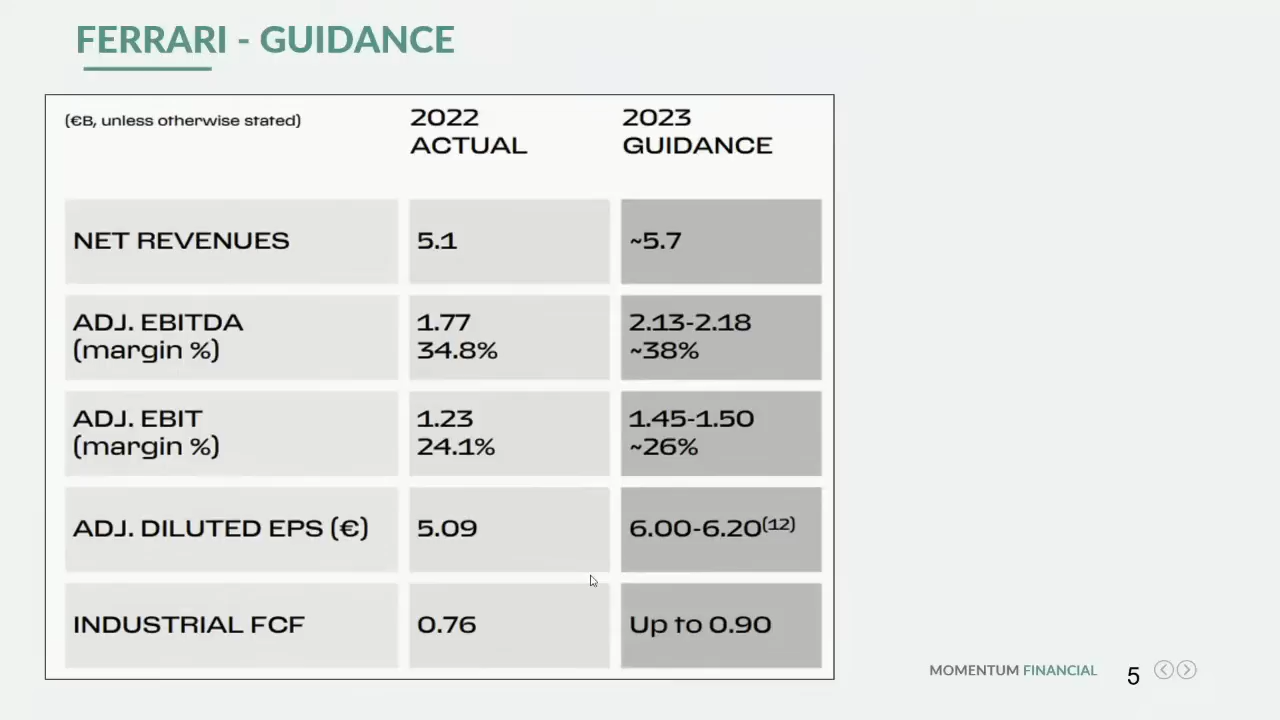 FERRARI - GUIDANCE
(€B, unless otherwise stated)
2022
ACTUAL
2023
GUIDANCE
NET REVENUES
5.1
~5.7
ADJ. EBITDA
(margin %)
1.77
34.8%
2.13-2.18
~38%
ADJ. EBIT
(margin %)
1.23
24.1%
1.45-1.50
~26%
ADJ. DILUTED EPS (€)
5.09
6.00-6.20(12)
INDUSTRIAL FCF
0.76
Up to 0.90
MOMENTUM FINANCIAL
5